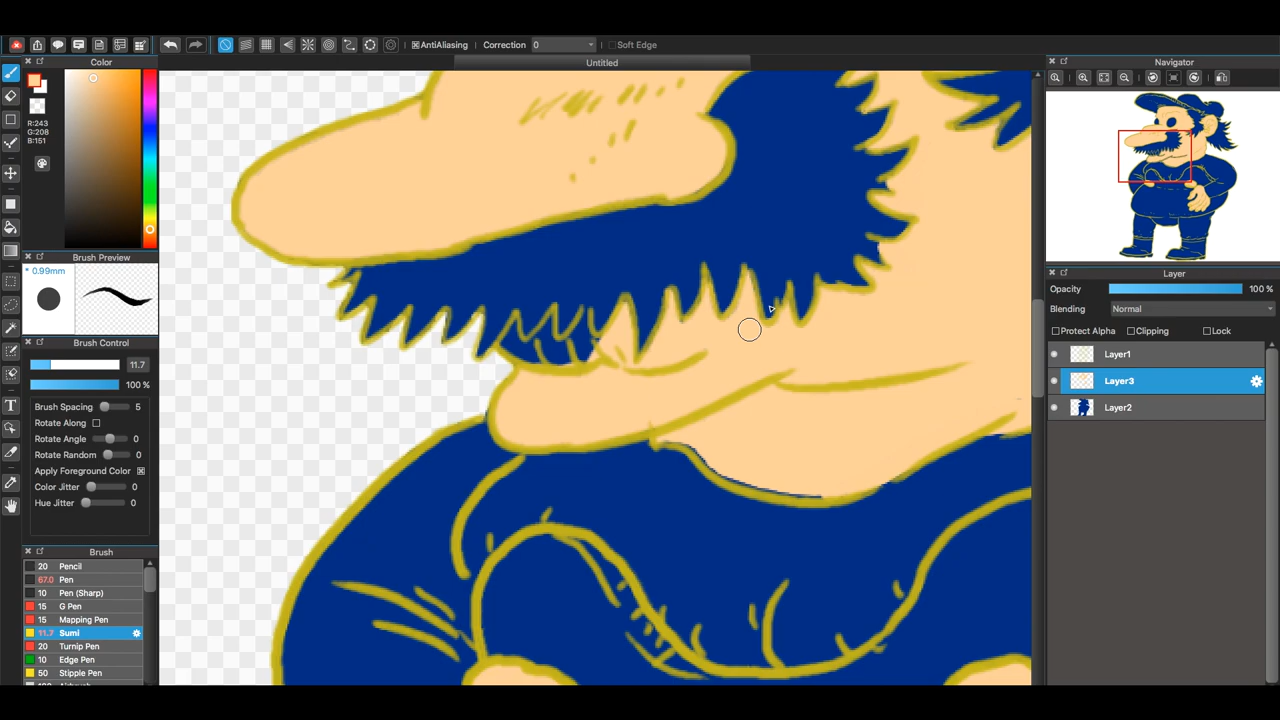 AntiAliasing Correction 0 Soft Edge
Untitled
Color
R:243
G:208
B:151
Brush Preview
* 0.99mm
Brush Control
11.7
100 %
Brush Spacing 5
Rotate Along
Rotate Angle 0
Rotate Random 0
Apply Foreground Color
Color Jitter 0
Hue Jitter 0
Brush
20 Pencil
67.0 Pen
10 Pen (Sharp)
15 G Pen
15 Mapping Pen
11.7 Sumi
20 Turnip Pen
10 Edge Pen
50 Stipple Pen
Navigator
Layer
Opacity 100 %
Blending Normal
Protect Alpha Clipping Lock
Layer1
Layer3
Layer2